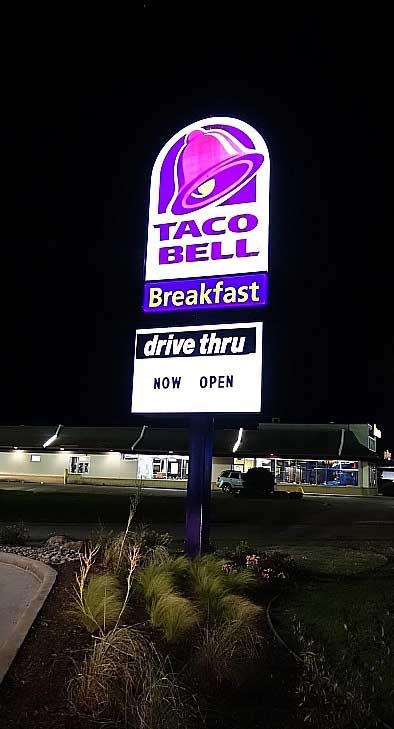 TACO
BELL
Breakfast
drive thru
NOW OPEN